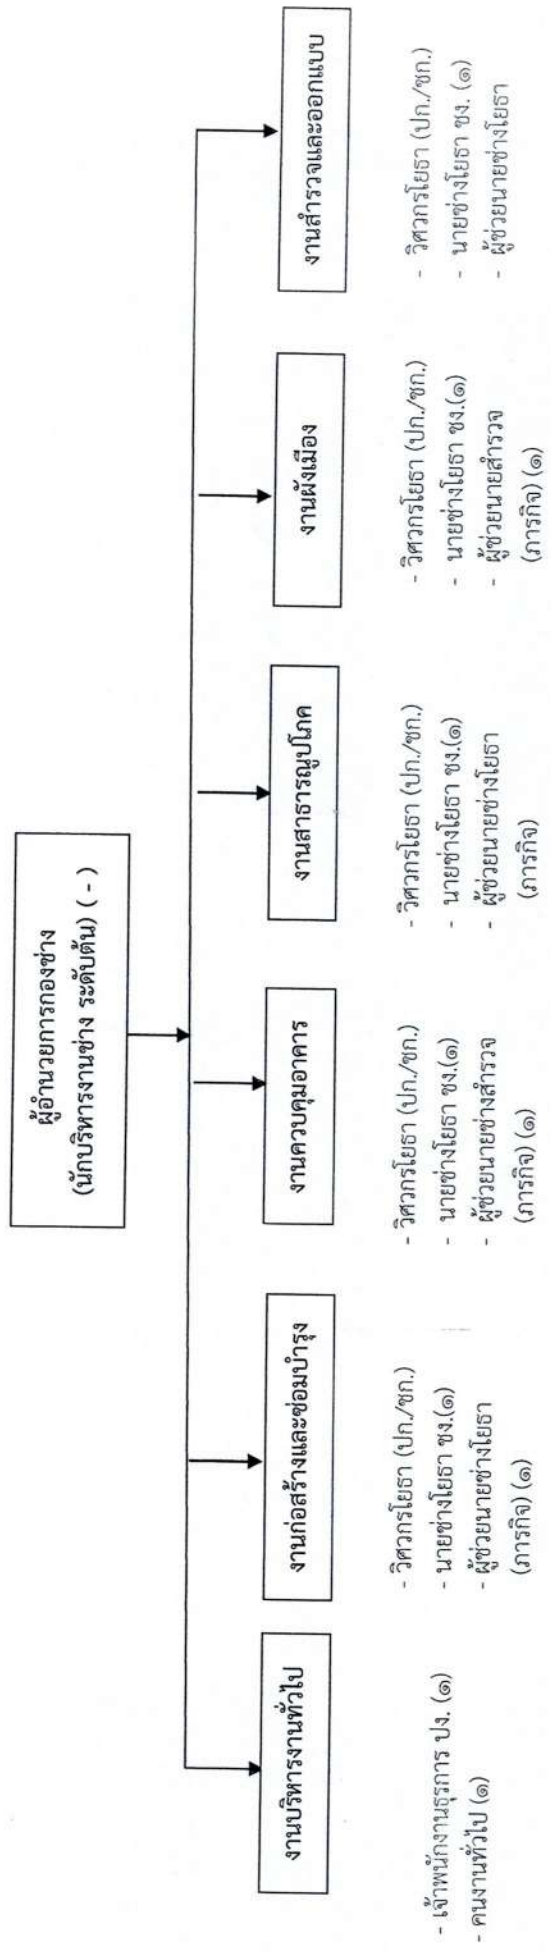 ผู้อำนวยการกองช่าง
(นักบริหารงานช่าง ระดับต้น) ( - )
งานบริหารงานทั่วไป
- เจ้าพนักงานธุรการ ปง. (๑)
- คนงานทั่วไป (๑)
งานก่อสร้างและซ่อมบำรุง
- วิศวกรโยธา (ปก./ชก.)
- นายช่างโยธา ชง.(๑)
- ผู้ช่วยนายช่างโยธา
(ภารกิจ) (๑)
งานควบคุมอาคาร
- วิศวกรโยธา (ปก./ชก.)
- นายช่างโยธา ชง.(๑)
- ผู้ช่วยนายช่างสำรวจ
(ภารกิจ) (๑)
งานสาธารณูปโภค
- วิศวกรโยธา (ปก./ชก.)
- นายช่างโยธา ชง.(๑)
- ผู้ช่วยนายช่างโยธา
(ภารกิจ)
งานผังเมือง
- วิศวกรโยธา (ปก./ชก.)
- นายช่างโยธา ชง.(๑)
- ผู้ช่วยนายสำรวจ
(ภารกิจ) (๑)
งานสำรวจและออกแบบ
- วิศวกรโยธา (ปก./ชก.)
- นายช่างโยธา ชง. (๑)
- ผู้ช่วยนายช่างโยธา